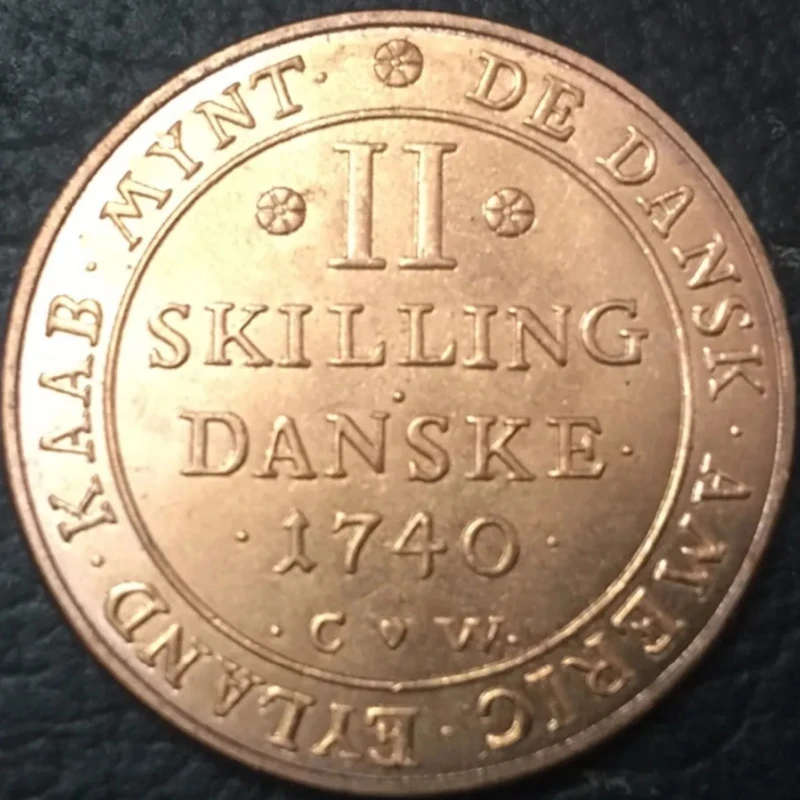 DE DANSK · AMERIC · EYLAND · KAAB · MYNT ·
II
SKILLING
DANSKE ·
· 1740 ·
· C ♥ W ·